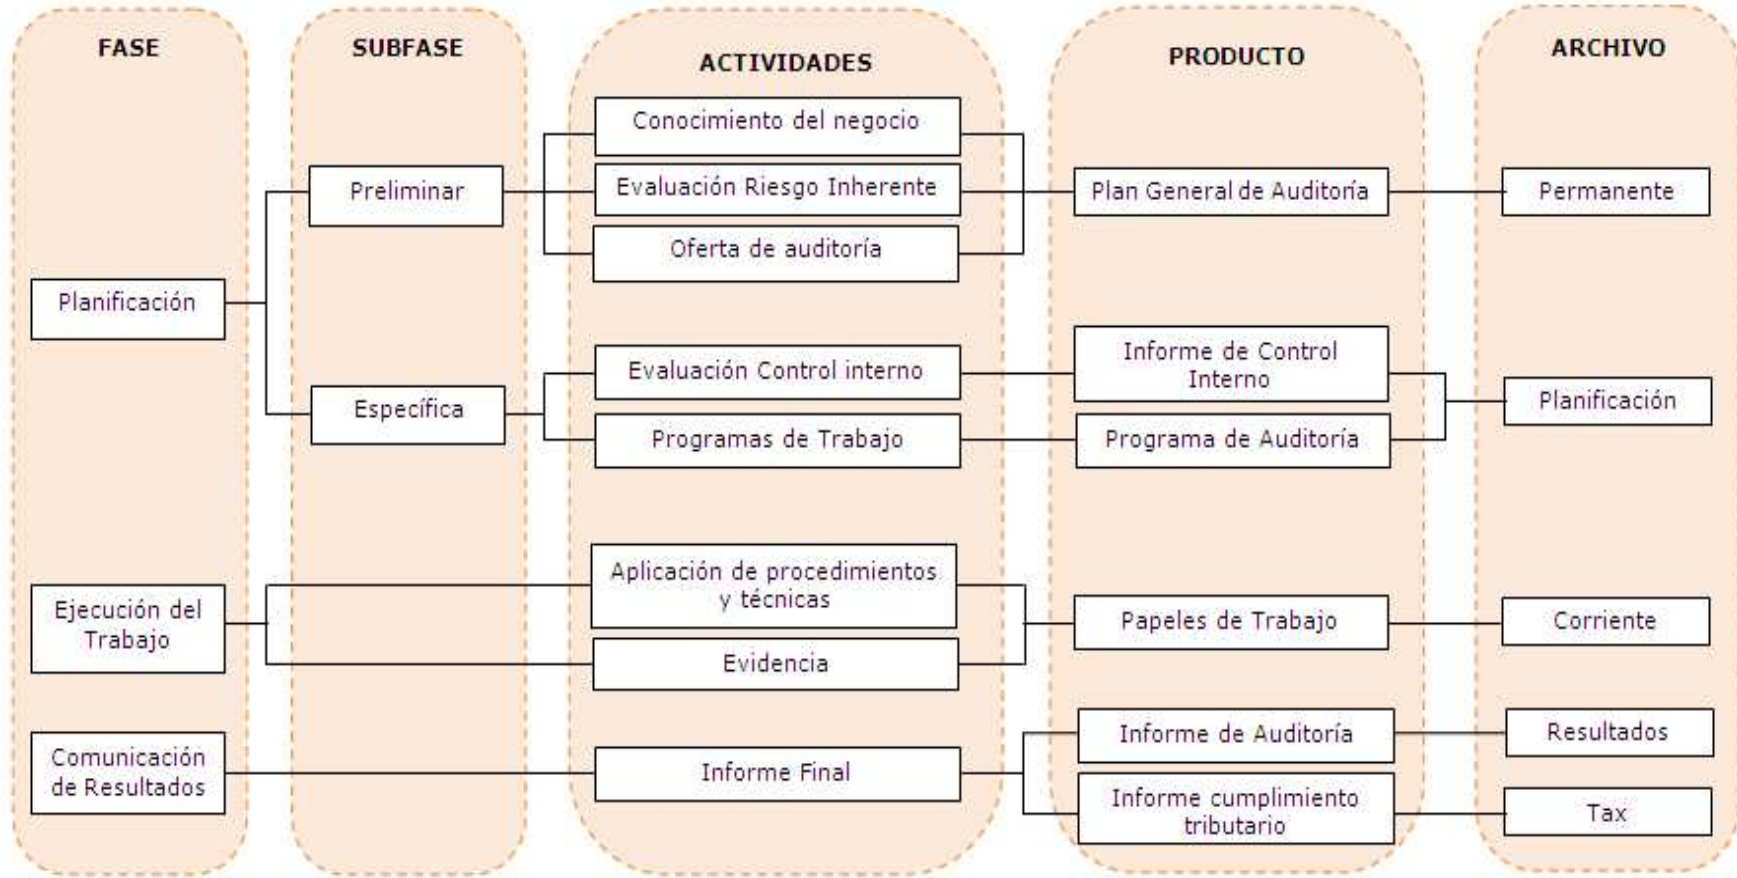 FASE
SUBFASE
ACTIVIDADES
PRODUCTO
ARCHIVO
Planificación
Preliminar
Conocimiento del negocio
Evaluación Riesgo Inherente
Oferta de auditoría
Plan General de Auditoría
Permanente
Específica
Evaluación Control interno
Programas de Trabajo
Informe de Control
Interno
Programa de Auditoría
Planificación
Ejecución del
Trabajo
Aplicación de procedimientos
y técnicas
Evidencia
Papeles de Trabajo
Corriente
Comunicación
de Resultados
Informe Final
Informe de Auditoría
Resultados
Informe cumplimiento
tributario
Tax